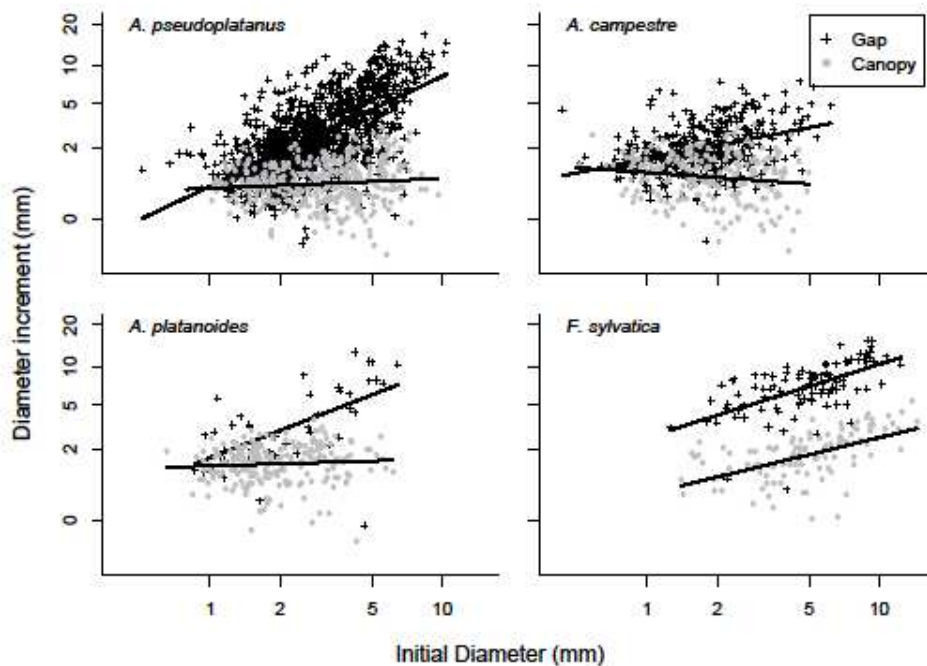 A. pseudoplatanus
A. campestre
+ Gap
Canopy
20
10
5
2
0
A. platanoides
F. sylvatica
20
10
5
2
0
1 2 5 10
1 2 5 10
Diameter increment (mm)
Initial Diameter (mm)